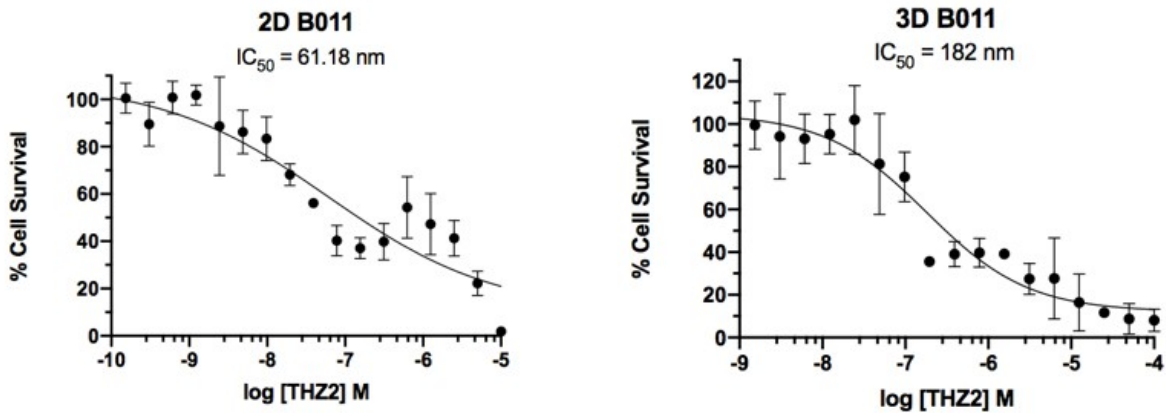 2D B011
IC50 = 61.18 nm
% Cell Survival
100
80
60
40
20
0
-10 -9 -8 -7 -6 -5
log [THZ2] M
3D B011
IC50 = 182 nm
% Cell Survival
120
100
80
60
40
20
0
-9 -8 -7 -6 -5 -4
log [THZ2] M